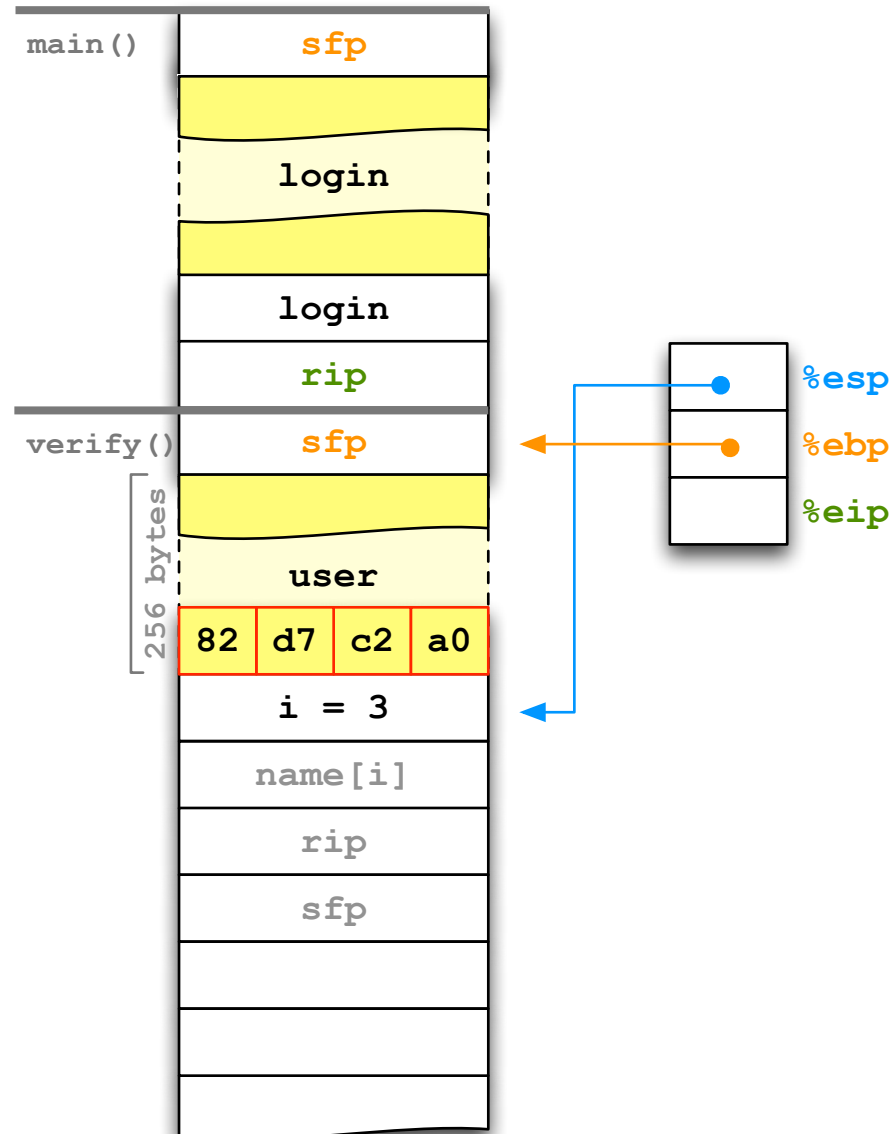 main()
sfp
login
login
rip
%esp
verify()
sfp
%ebp
%eip
256 bytes
user
82 d7 c2 a0
i = 3
name[i]
rip
sfp